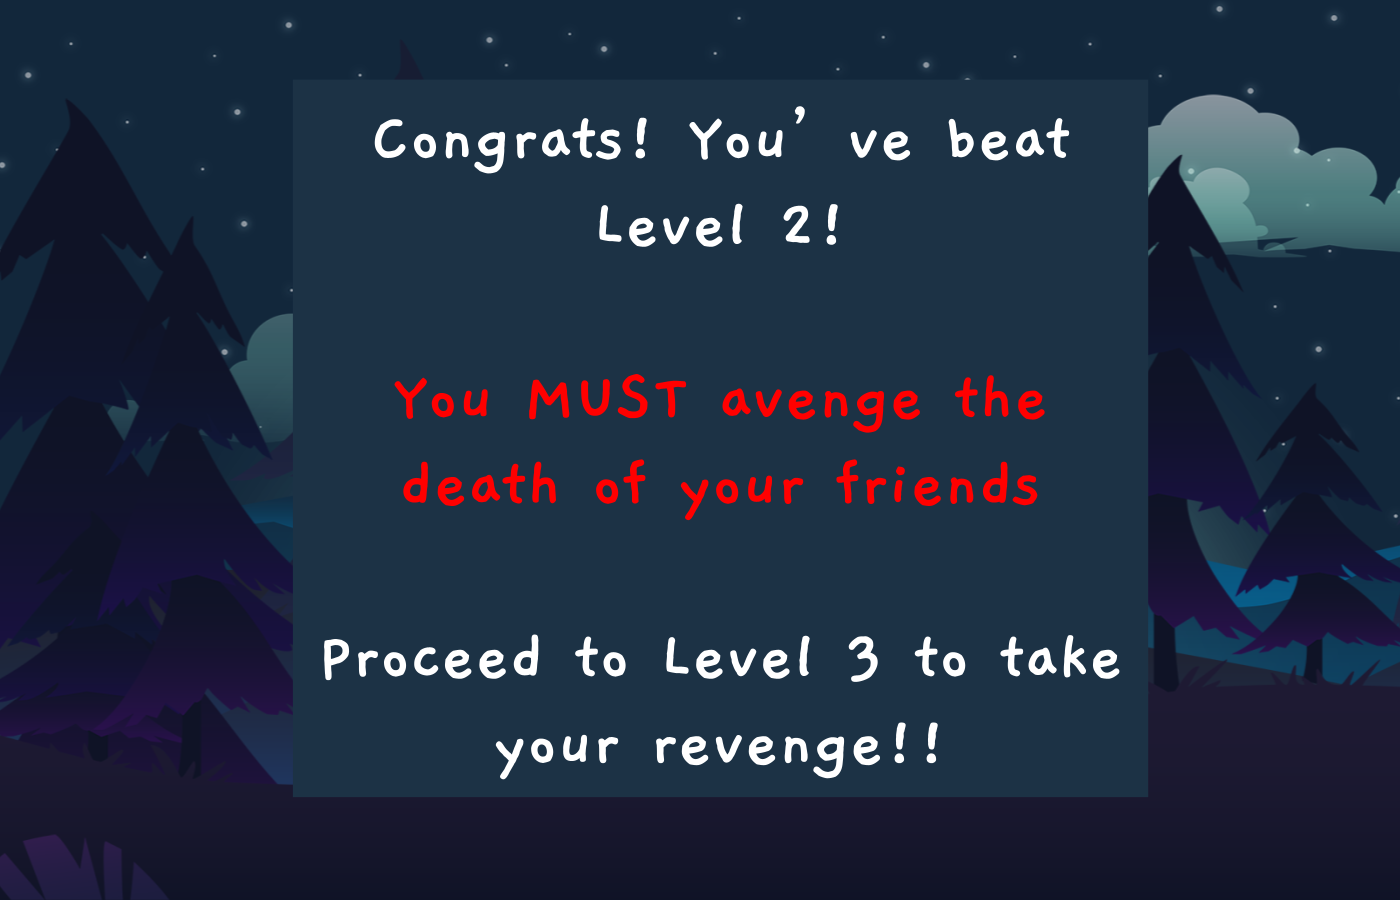 Congrats! You’ve beat
Level 2!
You MUST avenge the
death of your friends
Proceed to Level 3 to take
your revenge!!